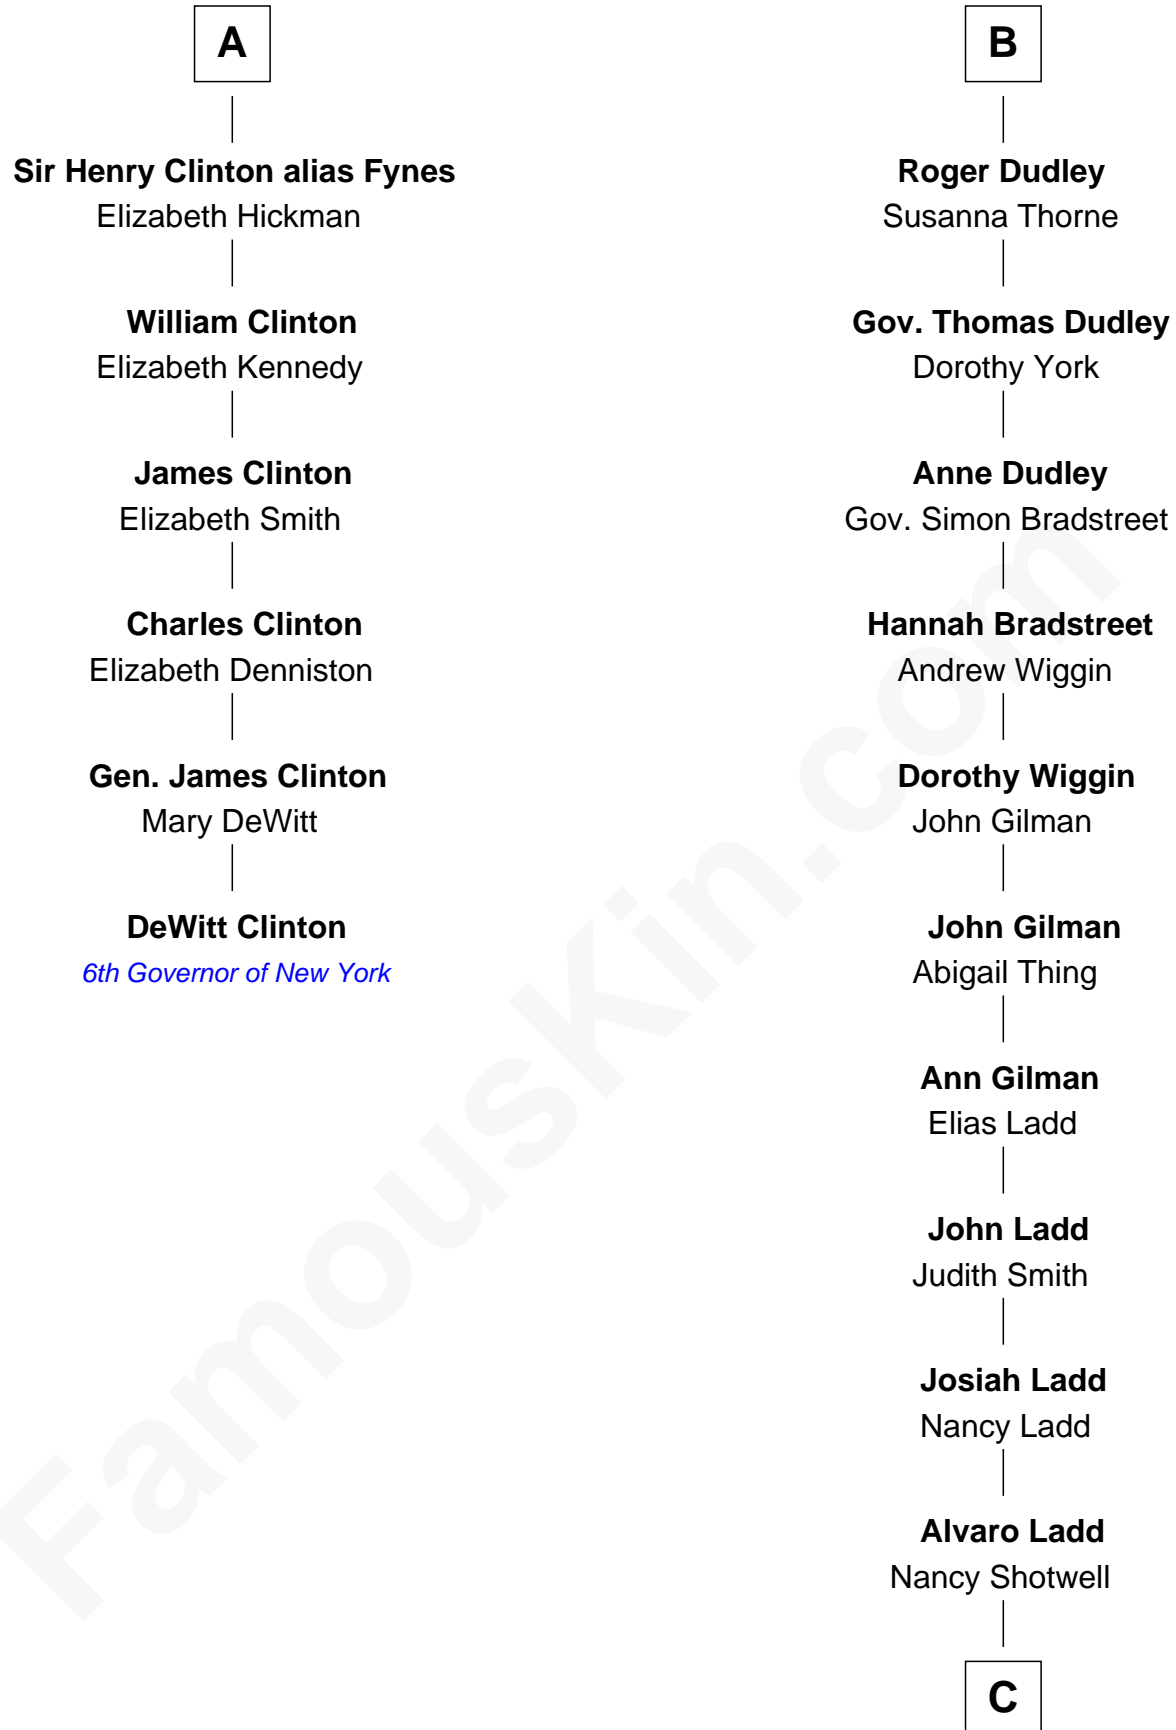 A
Sir Henry Clinton alias Fynes
Elizabeth Hickman
William Clinton
Elizabeth Kennedy
James Clinton
Elizabeth Smith
Charles Clinton
Elizabeth Denniston
Gen. James Clinton
Mary DeWitt
DeWitt Clinton
6th Governor of New York
B
Roger Dudley
Susanna Thorne
Gov. Thomas Dudley
Dorothy York
Anne Dudley
Gov. Simon Bradstreet
Hannah Bradstreet
Andrew Wiggin
Dorothy Wiggin
John Gilman
John Gilman
Abigail Thing
Ann Gilman
Elias Ladd
John Ladd
Judith Smith
Josiah Ladd
Nancy Ladd
Alvaro Ladd
Nancy Shotwell
C
FamousKin.com